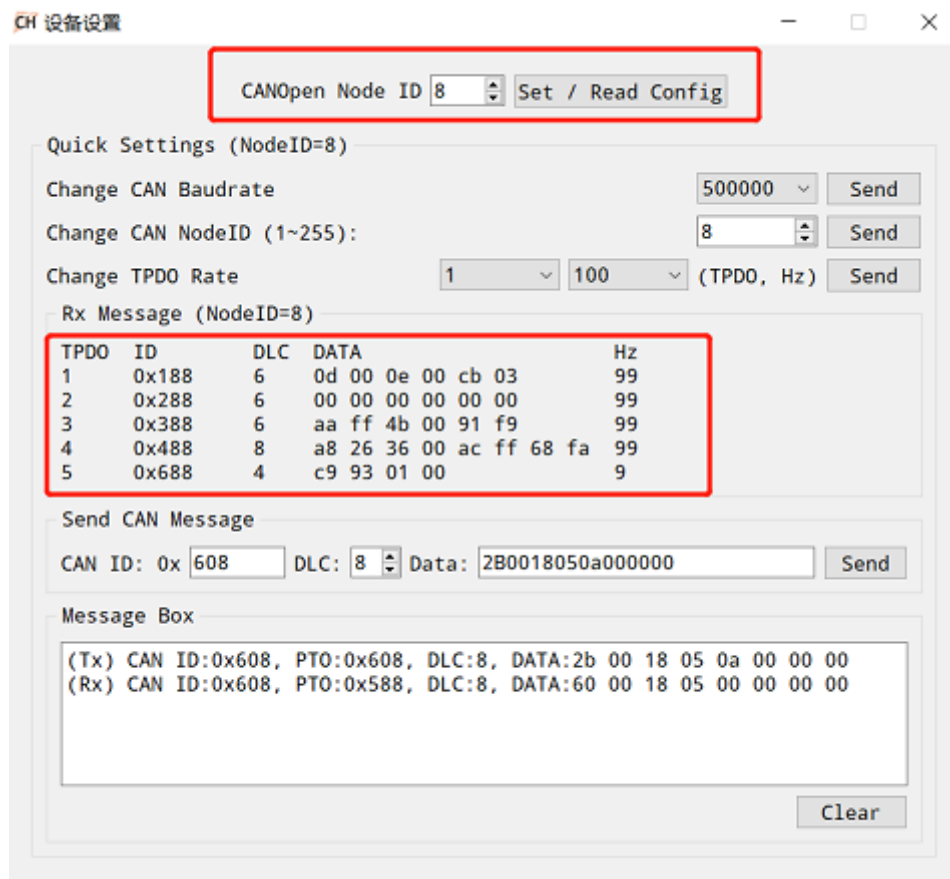 CH 设备设置
CANOpen Node ID 8 Set / Read Config
Quick Settings (NodeID=8)
Change CAN Baudrate 500000 Send
Change CAN NodeID (1~255): 8 Send
Change TPDO Rate 1 100 (TPDO, Hz) Send
Rx Message (NodeID=8)
TPDO ID DLC DATA Hz
1 0x188 6 0d 00 0e 00 cb 03 99
2 0x288 6 00 00 00 00 00 00 99
3 0x388 6 aa ff 4b 00 91 f9 99
4 0x488 8 a8 26 36 00 ac ff 68 fa 99
5 0x688 4 c9 93 01 00 9
Send CAN Message
CAN ID: 0x 608 DLC: 8 Data: 2B0018050a000000 Send
Message Box
(Tx) CAN ID:0x608, PTO:0x608, DLC:8, DATA:2b 00 18 05 0a 00 00 00
(Rx) CAN ID:0x608, PTO:0x588, DLC:8, DATA:60 00 18 05 00 00 00 00
Clear